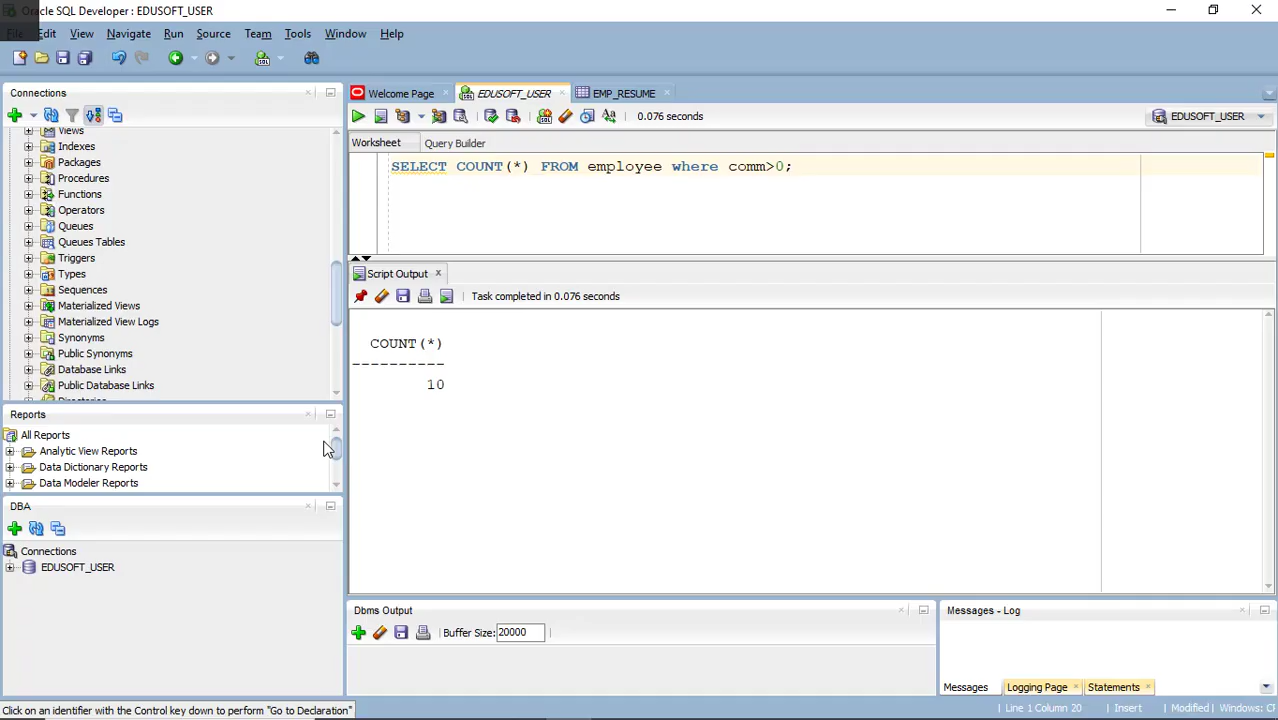 Oracle SQL Developer : EDUSOFT_USER
File Edit View Navigate Run Source Team Tools Window Help
Connections
Views
Indexes
Packages
Procedures
Functions
Operators
Queues
Queues Tables
Triggers
Types
Sequences
Materialized Views
Materialized View Logs
Synonyms
Public Synonyms
Database Links
Public Database Links
Directories
Reports
All Reports
Analytic View Reports
Data Dictionary Reports
Data Modeler Reports
DBA
Connections
EDUSOFT_USER
Welcome Page EDUSOFT_USER EMP_RESUME
0.076 seconds EDUSOFT_USER
Worksheet Query Builder
SELECT COUNT(*) FROM employee where comm>0;
Script Output
Task completed in 0.076 seconds
COUNT(*)
----------
10
Dbms Output
Buffer Size: 20000
Messages - Log
Messages Logging Page Statements
Click on an identifier with the Control key down to perform "Go to Declaration" Line 1 Column 20 Insert Modified Windows: